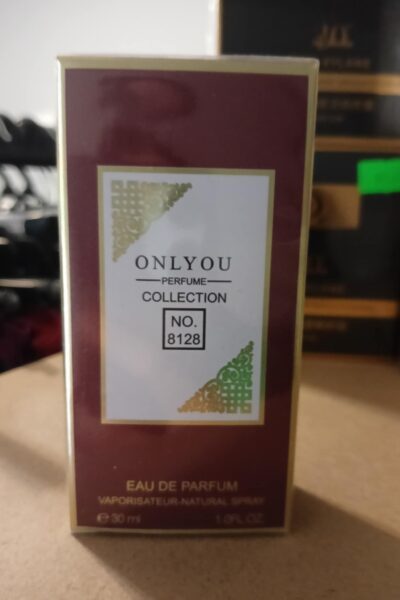 ONLYOU
PERFUME
COLLECTION
NO.
8128
EAU DE PARFUM
VAPORISATEUR-NATURAL SPRAY
℮ 30 ml 1.0FL.OZ.